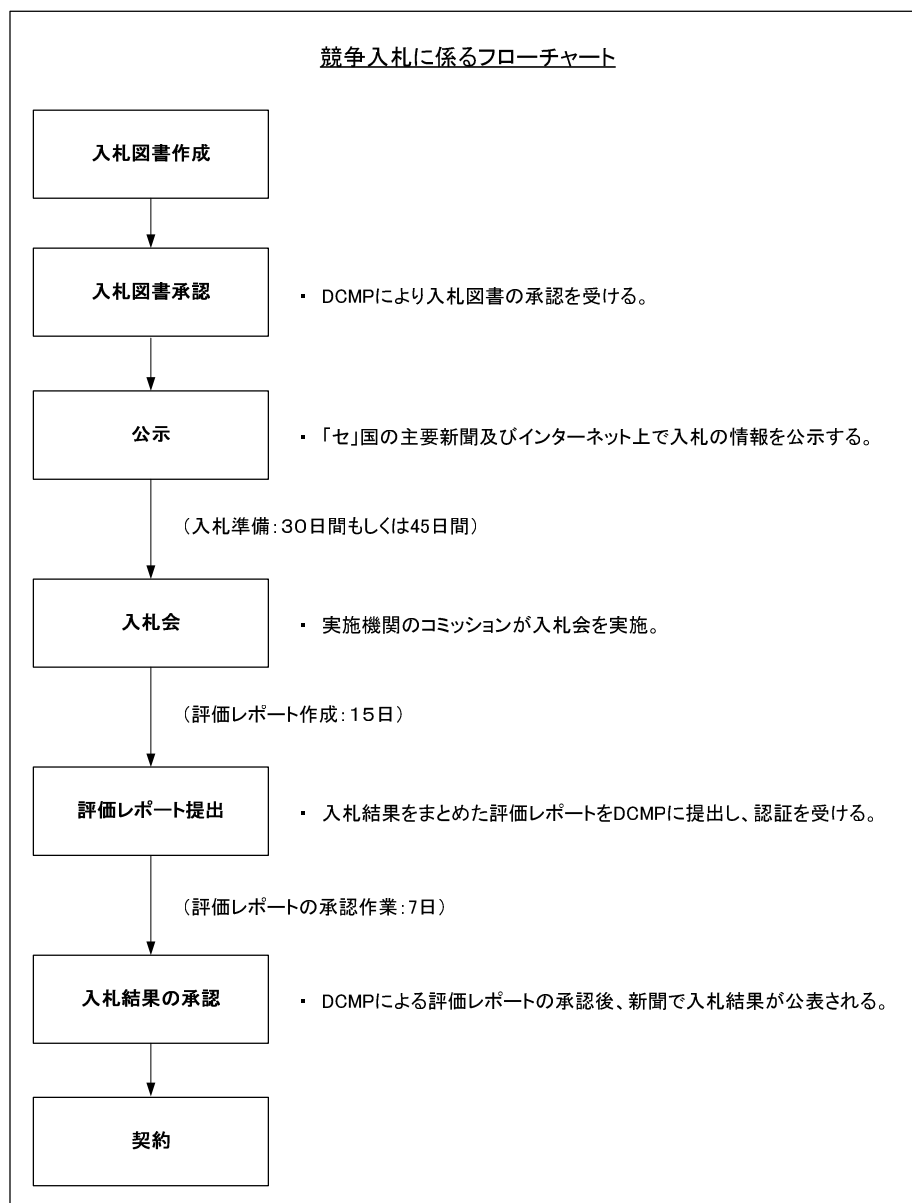 競争入札に係るフローチャート
入札図書作成
入札図書承認
・ DCMPにより入札図書の承認を受ける。
公示
・ 「セ」国の主要新聞及びインターネット上で入札の情報を公示する。
(入札準備:30日間もしくは45日間)
入札会
・ 実施機関のコミッションが入札会を実施。
(評価レポート作成:15日)
評価レポート提出
・ 入札結果をまとめた評価レポートをDCMPに提出し、認証を受ける。
(評価レポートの承認作業:7日)
入札結果の承認
・ DCMPによる評価レポートの承認後、新聞で入札結果が公表される。
契約